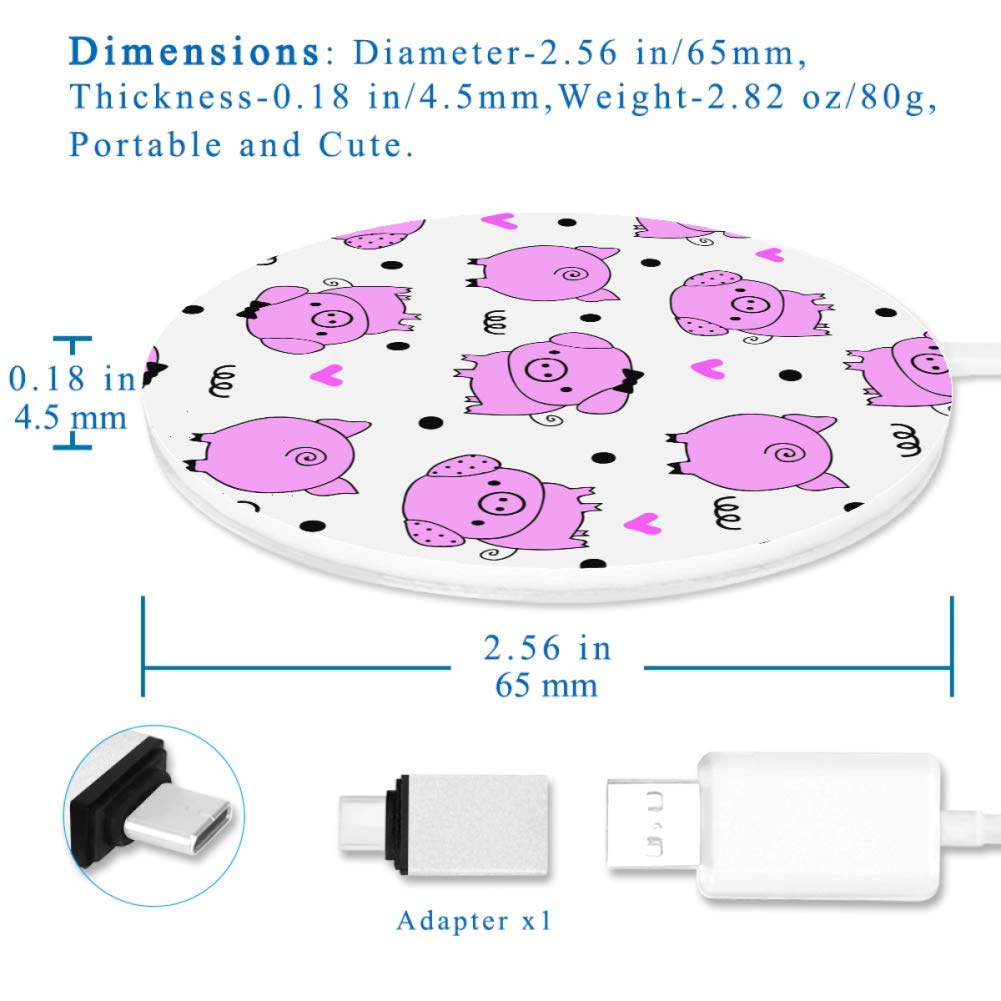 Dimensions: Diameter-2.56 in/65mm,
Thickness-0.18 in/4.5mm,Weight-2.82 oz/80g,
Portable and Cute.
0.18 in
4.5 mm
2.56 in
65 mm
Adapter x1